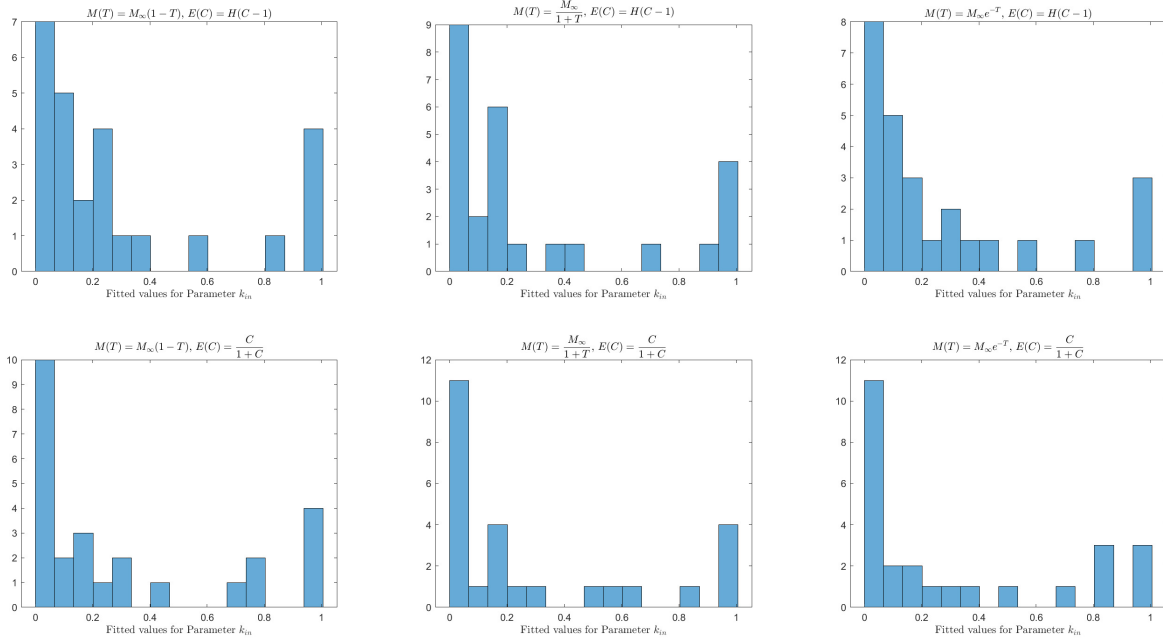 M(T) = M∞(1 − T), E(C) = H(C − 1)
7
6
5
4
3
2
1
0
0 0.2 0.4 0.6 0.8 1
Fitted values for Parameter k_in
M(T) = M∞/(1 + T), E(C) = H(C − 1)
9
8
7
6
5
4
3
2
1
0
0 0.2 0.4 0.6 0.8 1
Fitted values for Parameter k_in
M(T) = M∞e^−T, E(C) = H(C − 1)
8
7
6
5
4
3
2
1
0
0 0.2 0.4 0.6 0.8 1
Fitted values for Parameter k_in
M(T) = M∞(1 − T), E(C) = C/(1 + C)
10
9
8
7
6
5
4
3
2
1
0
0 0.2 0.4 0.6 0.8 1
Fitted values for Parameter k_in
M(T) = M∞/(1 + T), E(C) = C/(1 + C)
12
10
8
6
4
2
0
0 0.2 0.4 0.6 0.8 1
Fitted values for Parameter k_in
M(T) = M∞e^−T, E(C) = C/(1 + C)
12
10
8
6
4
2
0
0 0.2 0.4 0.6 0.8 1
Fitted values for Parameter k_in